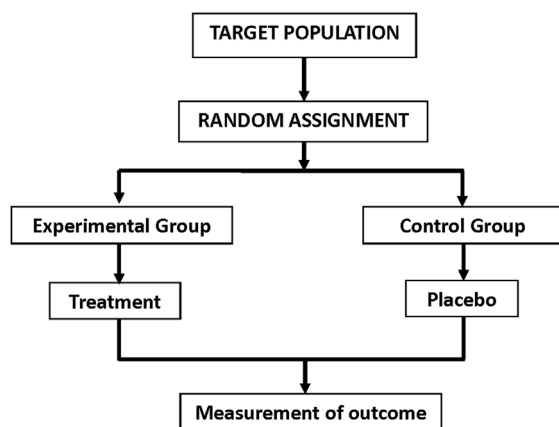 TARGET POPULATION
RANDOM ASSIGNMENT
Experimental Group
Control Group
Treatment
Placebo
Measurement of outcome